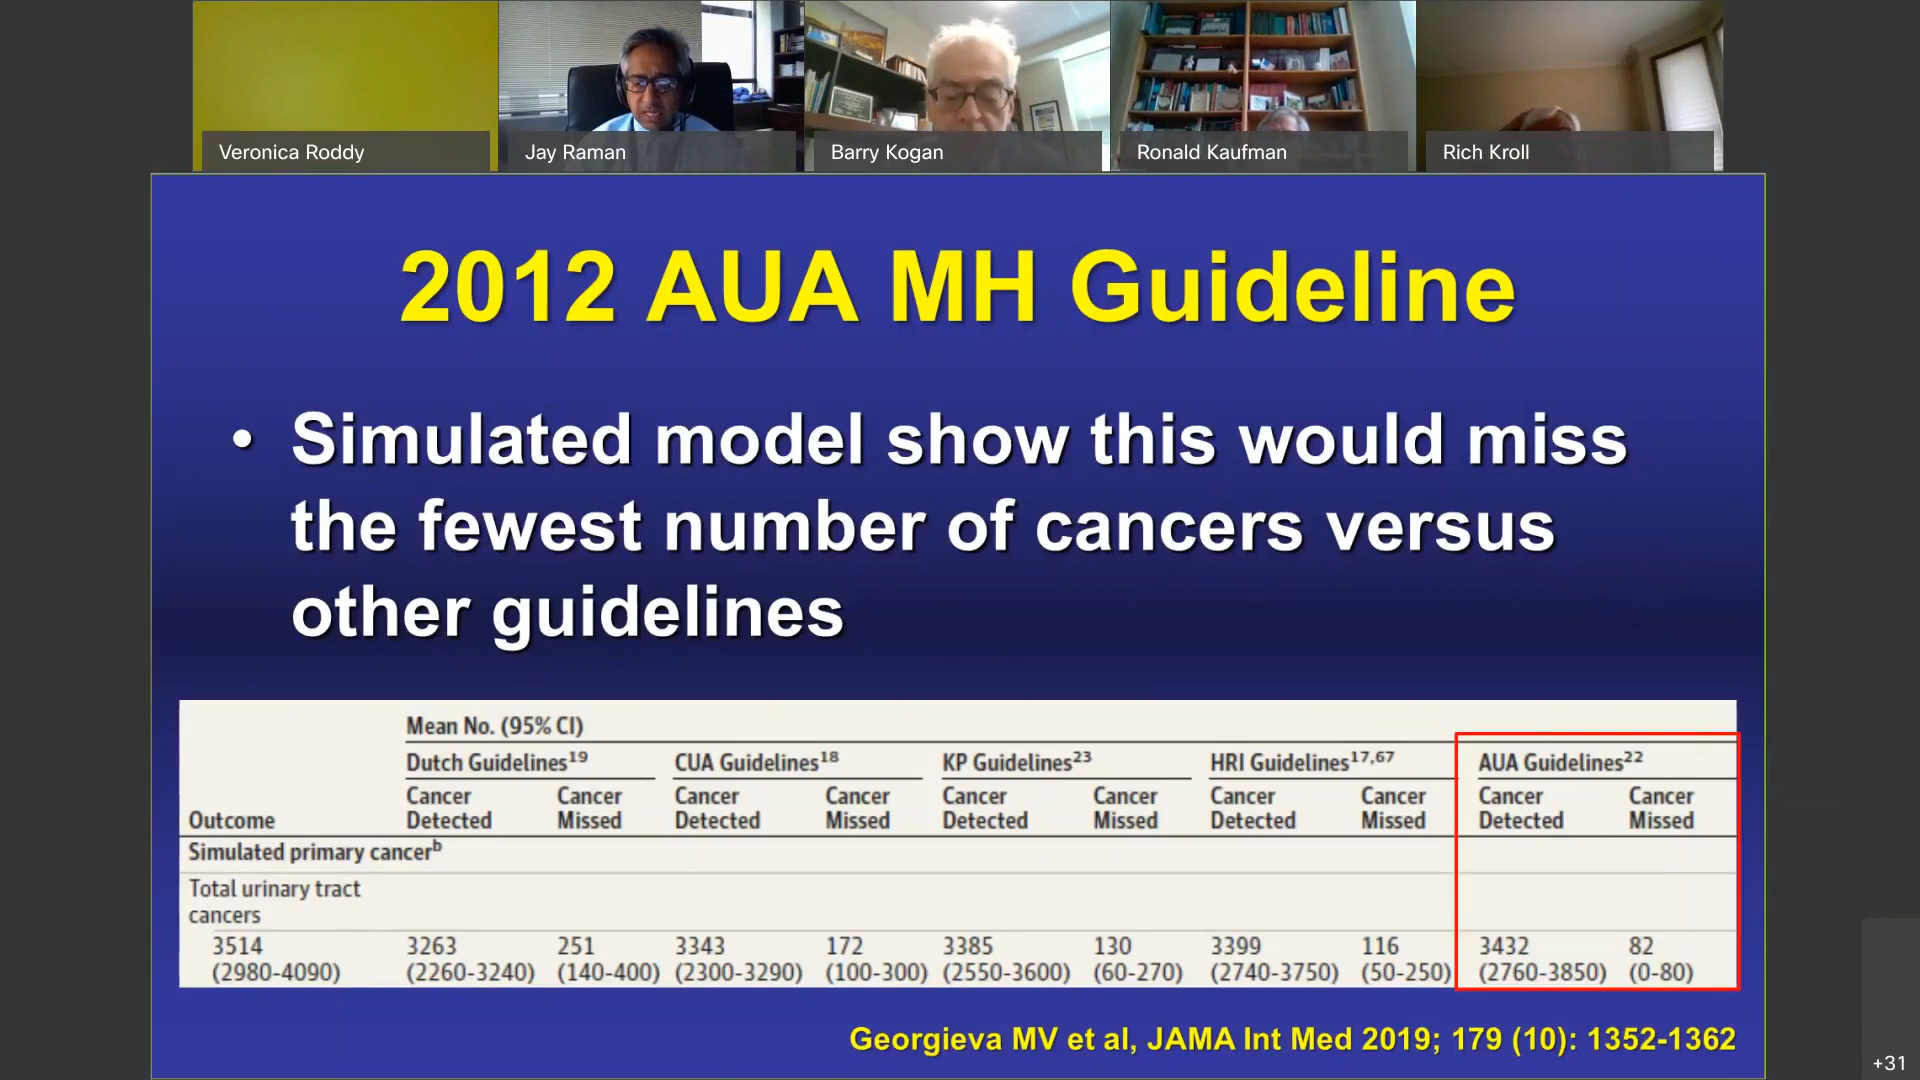 Veronica Roddy
Jay Raman
Barry Kogan
Ronald Kaufman
Rich Kroll
2012 AUA MH Guideline
• Simulated model show this would miss
the fewest number of cancers versus
other guidelines
Mean No. (95% CI)
Dutch Guidelines19 CUA Guidelines18 KP Guidelines23 HRI Guidelines17,67 AUA Guidelines22
Cancer Cancer Cancer Cancer Cancer Cancer Cancer Cancer Cancer Cancer
Outcome Detected Missed Detected Missed Detected Missed Detected Missed Detected Missed
Simulated primary cancerb
Total urinary tract
cancers
3514 3263 251 3343 172 3385 130 3399 116 3432 82
(2980-4090) (2260-3240) (140-400) (2300-3290) (100-300) (2550-3600) (60-270) (2740-3750) (50-250) (2760-3850) (0-80)
Georgieva MV et al, JAMA Int Med 2019; 179 (10): 1352-1362
+31